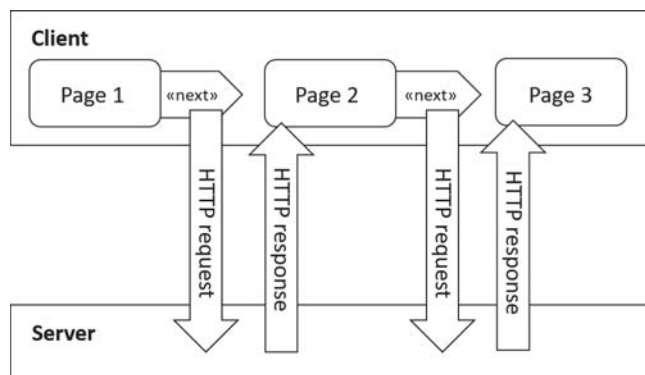 Client
Page 1
«next»
Page 2
«next»
Page 3
HTTP request
HTTP response
HTTP request
HTTP response
Server